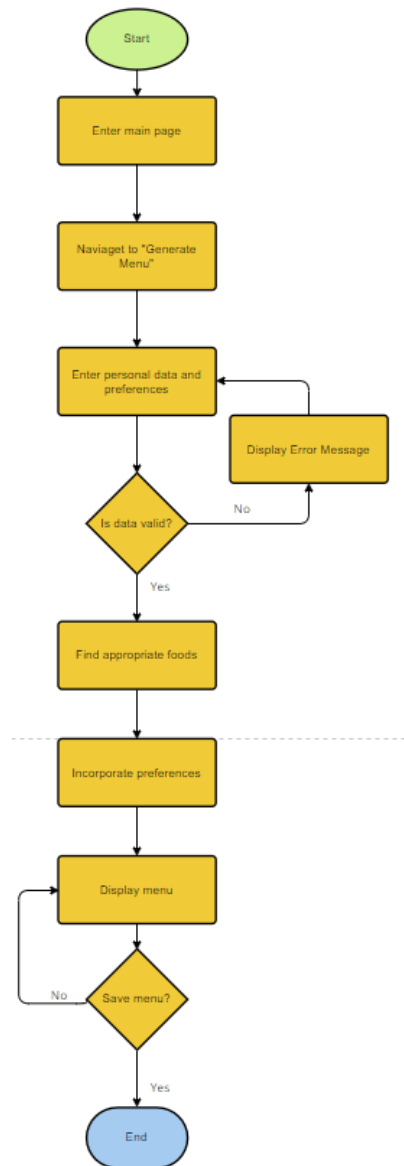 Start
Enter main page
Naviaget to "Generate
Menu"
Enter personal data and
preferences
Display Error Message
Is data valid?
No
Yes
Find appropriate foods
Incorporate preferences
Display menu
Save menu?
No
Yes
End